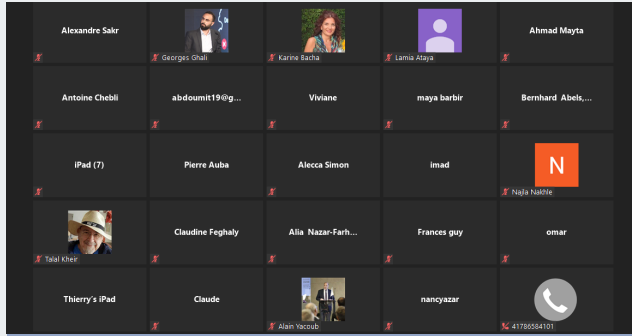 Alexandre Sakr
Georges Ghali
Karine Bacha
Lamia Ataya
Ahmad Mayta
Antoine Chebli
abdoumit19@g...
Viviane
maya barbir
Bernhard Abels,...
iPad (7)
Pierre Auba
Alecca Simon
imad
N
Najla Nakhle
Talal Kheir
Claudine Feghaly
Alia Nazar-Farh...
Frances guy
omar
Thierry's iPad
Claude
Alain Yacoub
nancyazar
41786584101